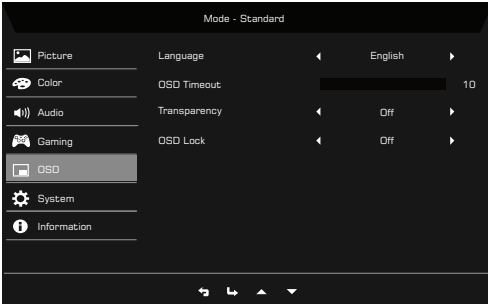 Mode - Standard
Picture
Color
Audio
Gaming
OSD
System
Information
Language English
OSD Timeout 10
Transparency Off
OSD Lock Off